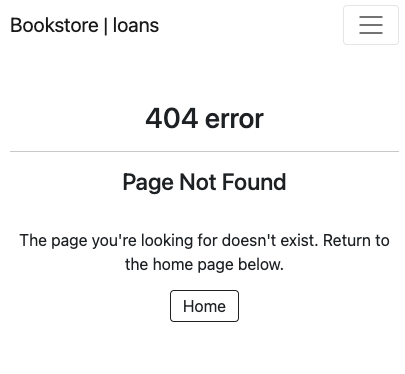 Bookstore | loans
404 error
Page Not Found
The page you're looking for doesn't exist. Return to
the home page below.
Home